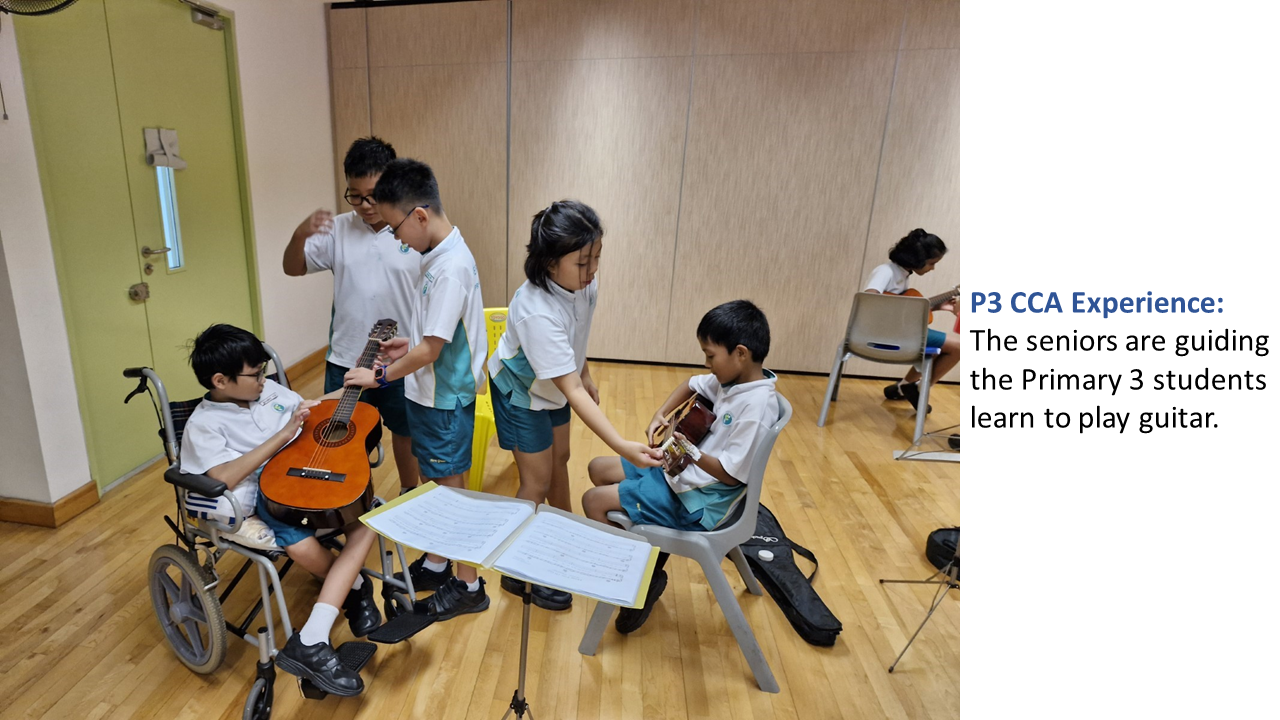 P3 CCA Experience:
The seniors are guiding
the Primary 3 students
learn to play guitar.